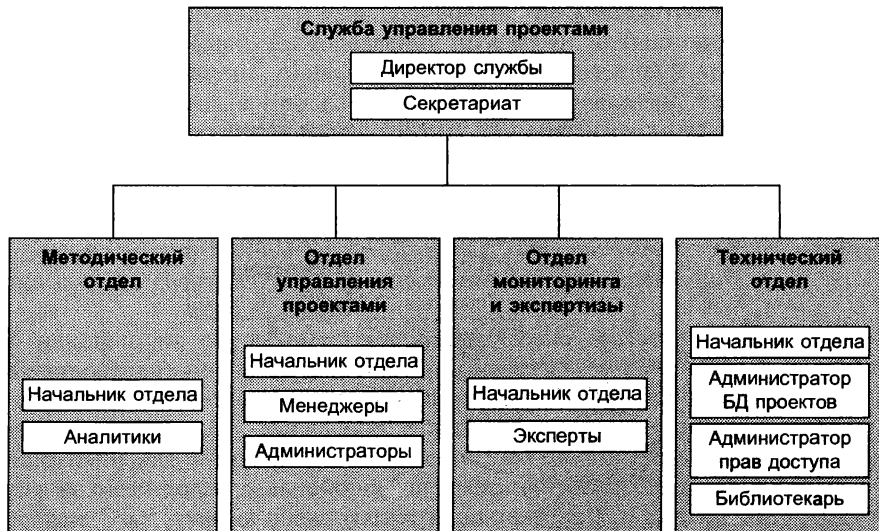 Служба управления проектами
Директор службы
Секретариат
Методический
отдел
Начальник отдела
Аналитики
Отдел
управления
проектами
Начальник отдела
Менеджеры
Администраторы
Отдел
мониторинга
и экспертизы
Начальник отдела
Эксперты
Технический
отдел
Начальник отдела
Администратор
БД проектов
Администратор
прав доступа
Библиотекарь